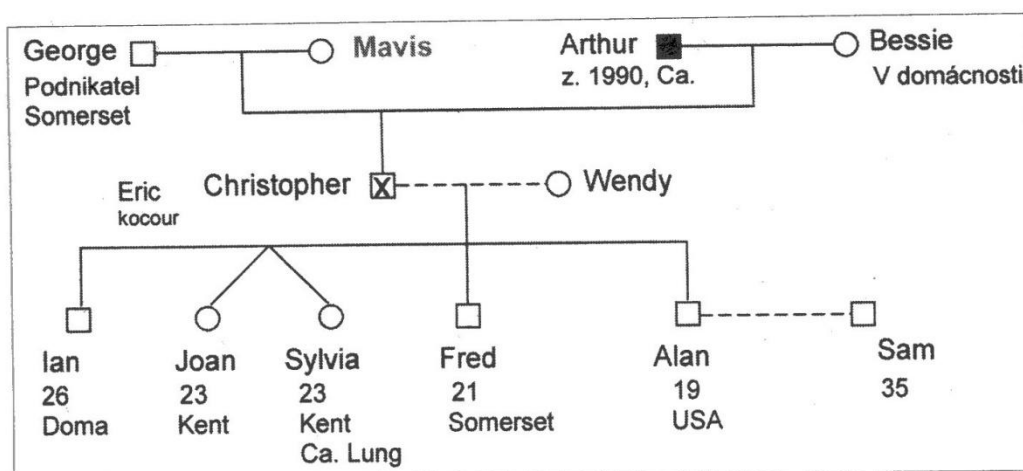 George
Mavis
Arthur
Bessie
Podnikatel
Somerset
z. 1990, Ca.
V domácnosti
Eric
kocour
Christopher
X
Wendy
Ian
Joan
Sylvia
Fred
Alan
Sam
26
23
23
21
19
35
Doma
Kent
Kent
Somerset
USA
Ca. Lung